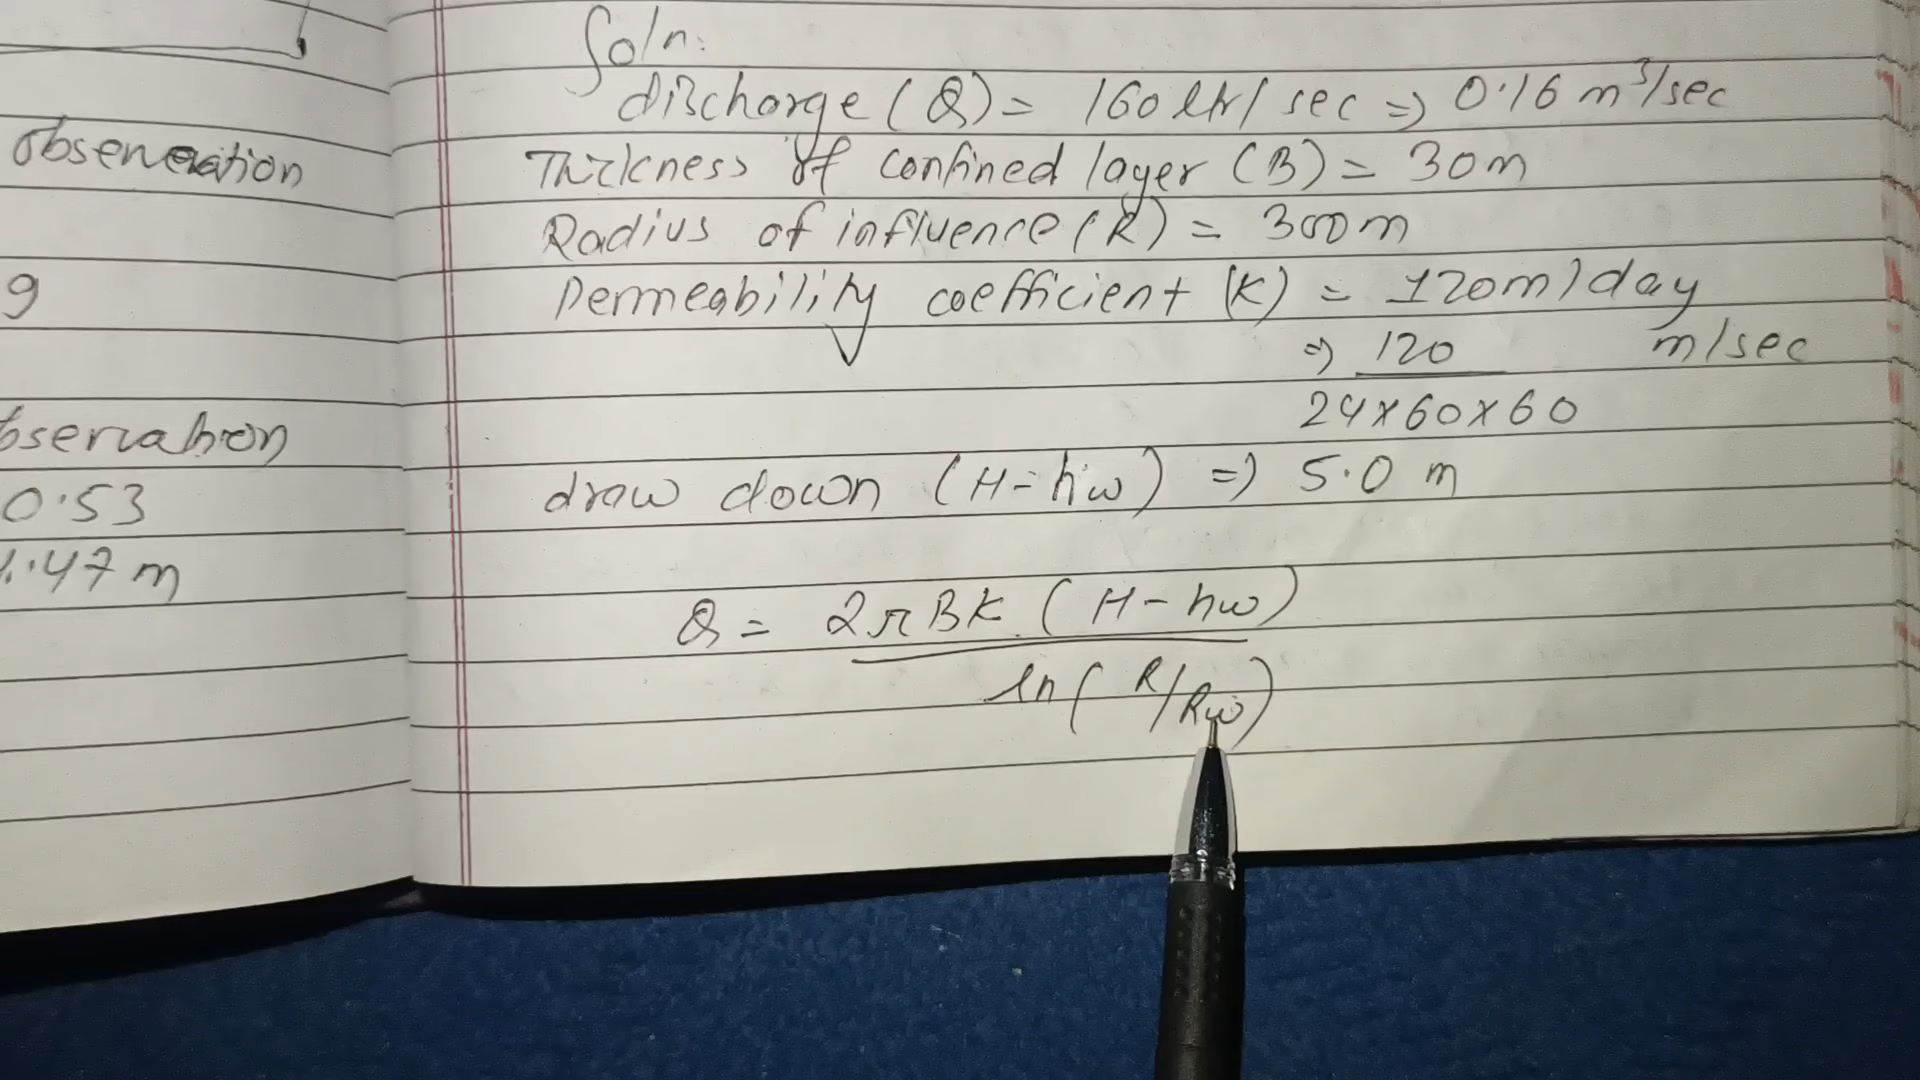 observation
9
observation
0.53
1.47 m
Soln:
discharge (Q) = 160 ltr/sec => 0.16 m³/sec
Thickness of confined layer (B) = 30m
Radius of influence (R) = 300m
Permeability coefficient (K) = 120m/day
=> 120 m/sec
24×60×60
draw down (H-hw) => 5.0 m
Q = 2πBK (H-hw)
ln(R/Rw)